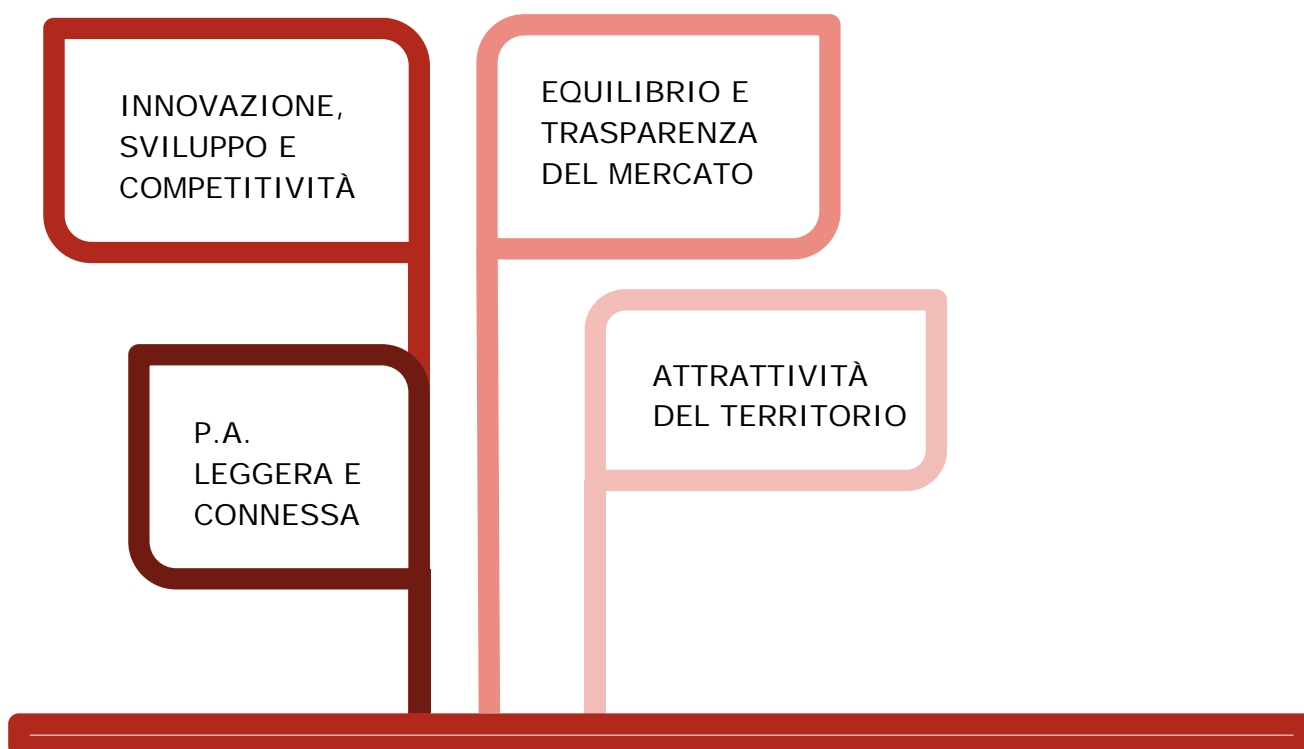 INNOVAZIONE,
SVILUPPO E
COMPETITIVITÀ
EQUILIBRIO E
TRASPARENZA
DEL MERCATO
P.A.
LEGGERA E
CONNESSA
ATTRATTIVITÀ
DEL TERRITORIO